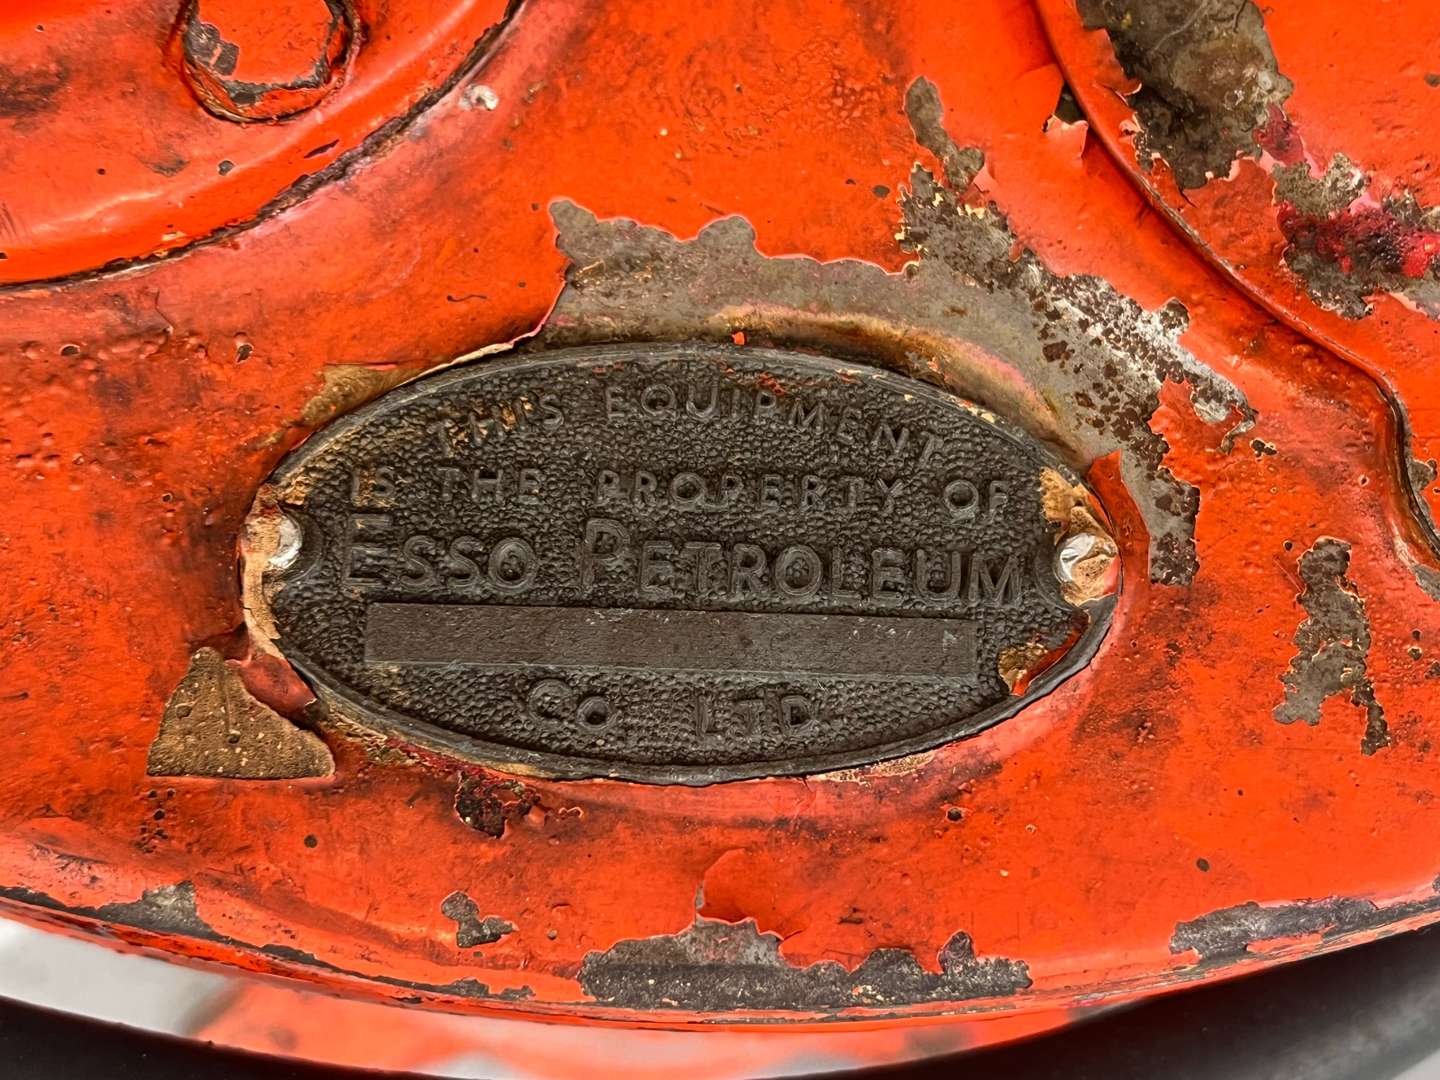 THIS EQUIPMENT
IS THE PROPERTY OF
ESSO PETROLEUM
CO LTD